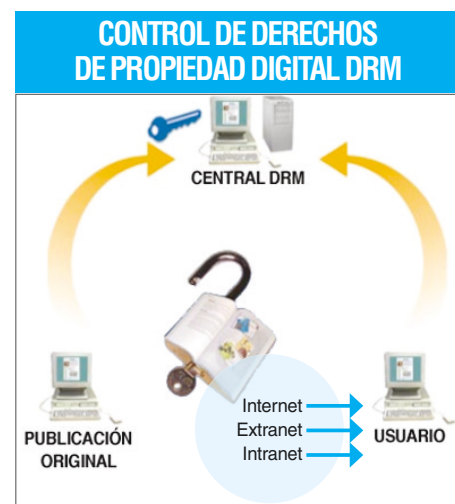 CONTROL DE DERECHOS
DE PROPIEDAD DIGITAL DRM
CENTRAL DRM
PUBLICACIÓN
ORIGINAL
Internet
Extranet
Intranet
USUARIO